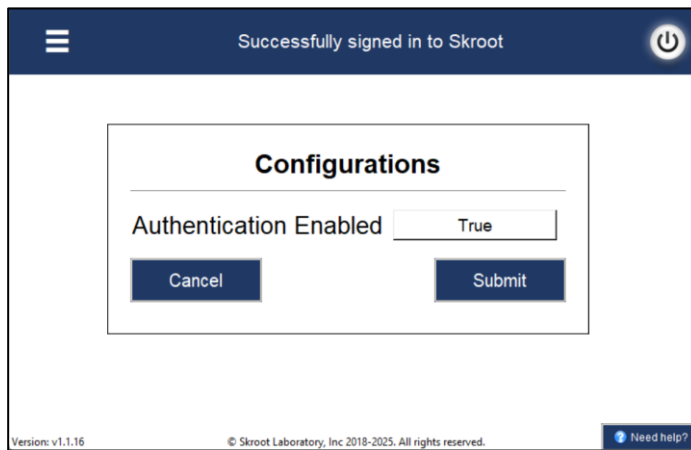 Successfully signed in to Skroot
Configurations
Authentication Enabled True
Cancel Submit
Version: v1.1.16 © Skroot Laboratory, Inc 2018-2025. All rights reserved. Need help?